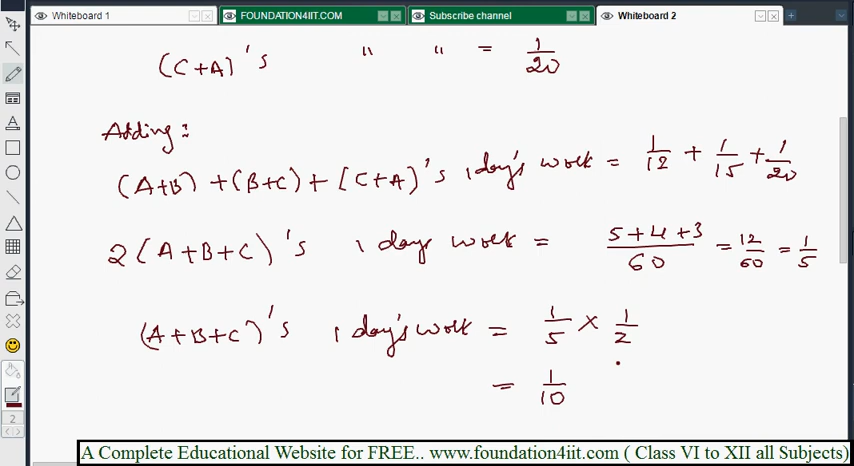 Whiteboard 1 FOUNDATION4IIT.COM Subscribe channel Whiteboard 2
(C+A)'s " " = 1/20
Adding:
(A+B) + (B+C) + (C+A)'s 1 day's work = 1/12 + 1/15 + 1/20
2(A+B+C)'s 1 days work = 5+4+3/60 = 12/60 = 1/5
(A+B+C)'s 1 day's work = 1/5 × 1/2
= 1/10
2
A Complete Educational Website for FREE.. www.foundation4iit.com ( Class VI to XII all Subjects)